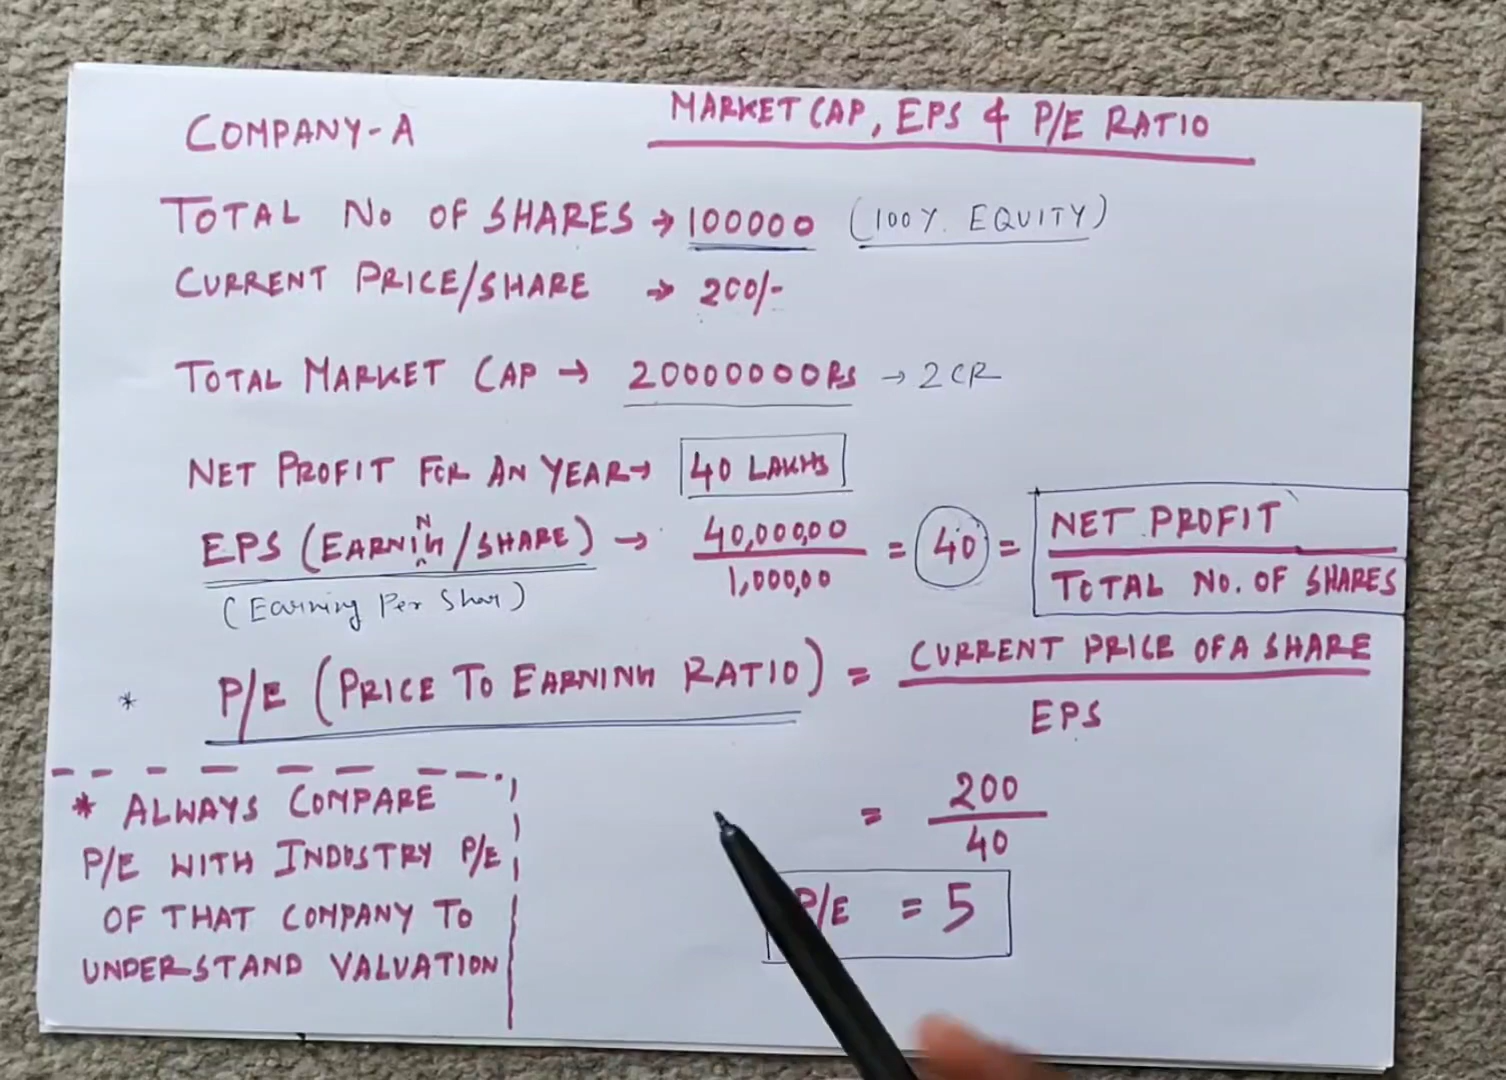 COMPANY-A
MARKET CAP, EPS & P/E RATIO
TOTAL NO OF SHARES → 100000 (100% EQUITY)
CURRENT PRICE/SHARE → 200/-
TOTAL MARKET CAP → 20000000RS → 2 CR
NET PROFIT FOR AN YEAR → 40 LAKHS
EPS (EARNING/SHARE) → 40,000,00 / 1,000,00 = 40 = NET PROFIT / TOTAL NO. OF SHARES
N
(Earning Per Shar)
* P/E (PRICE TO EARNING RATIO) = CURRENT PRICE OF A SHARE / EPS
= 200 / 40
P/E = 5
* ALWAYS COMPARE
P/E WITH INDUSTRY P/E
OF THAT COMPANY TO
UNDERSTAND VALUATION